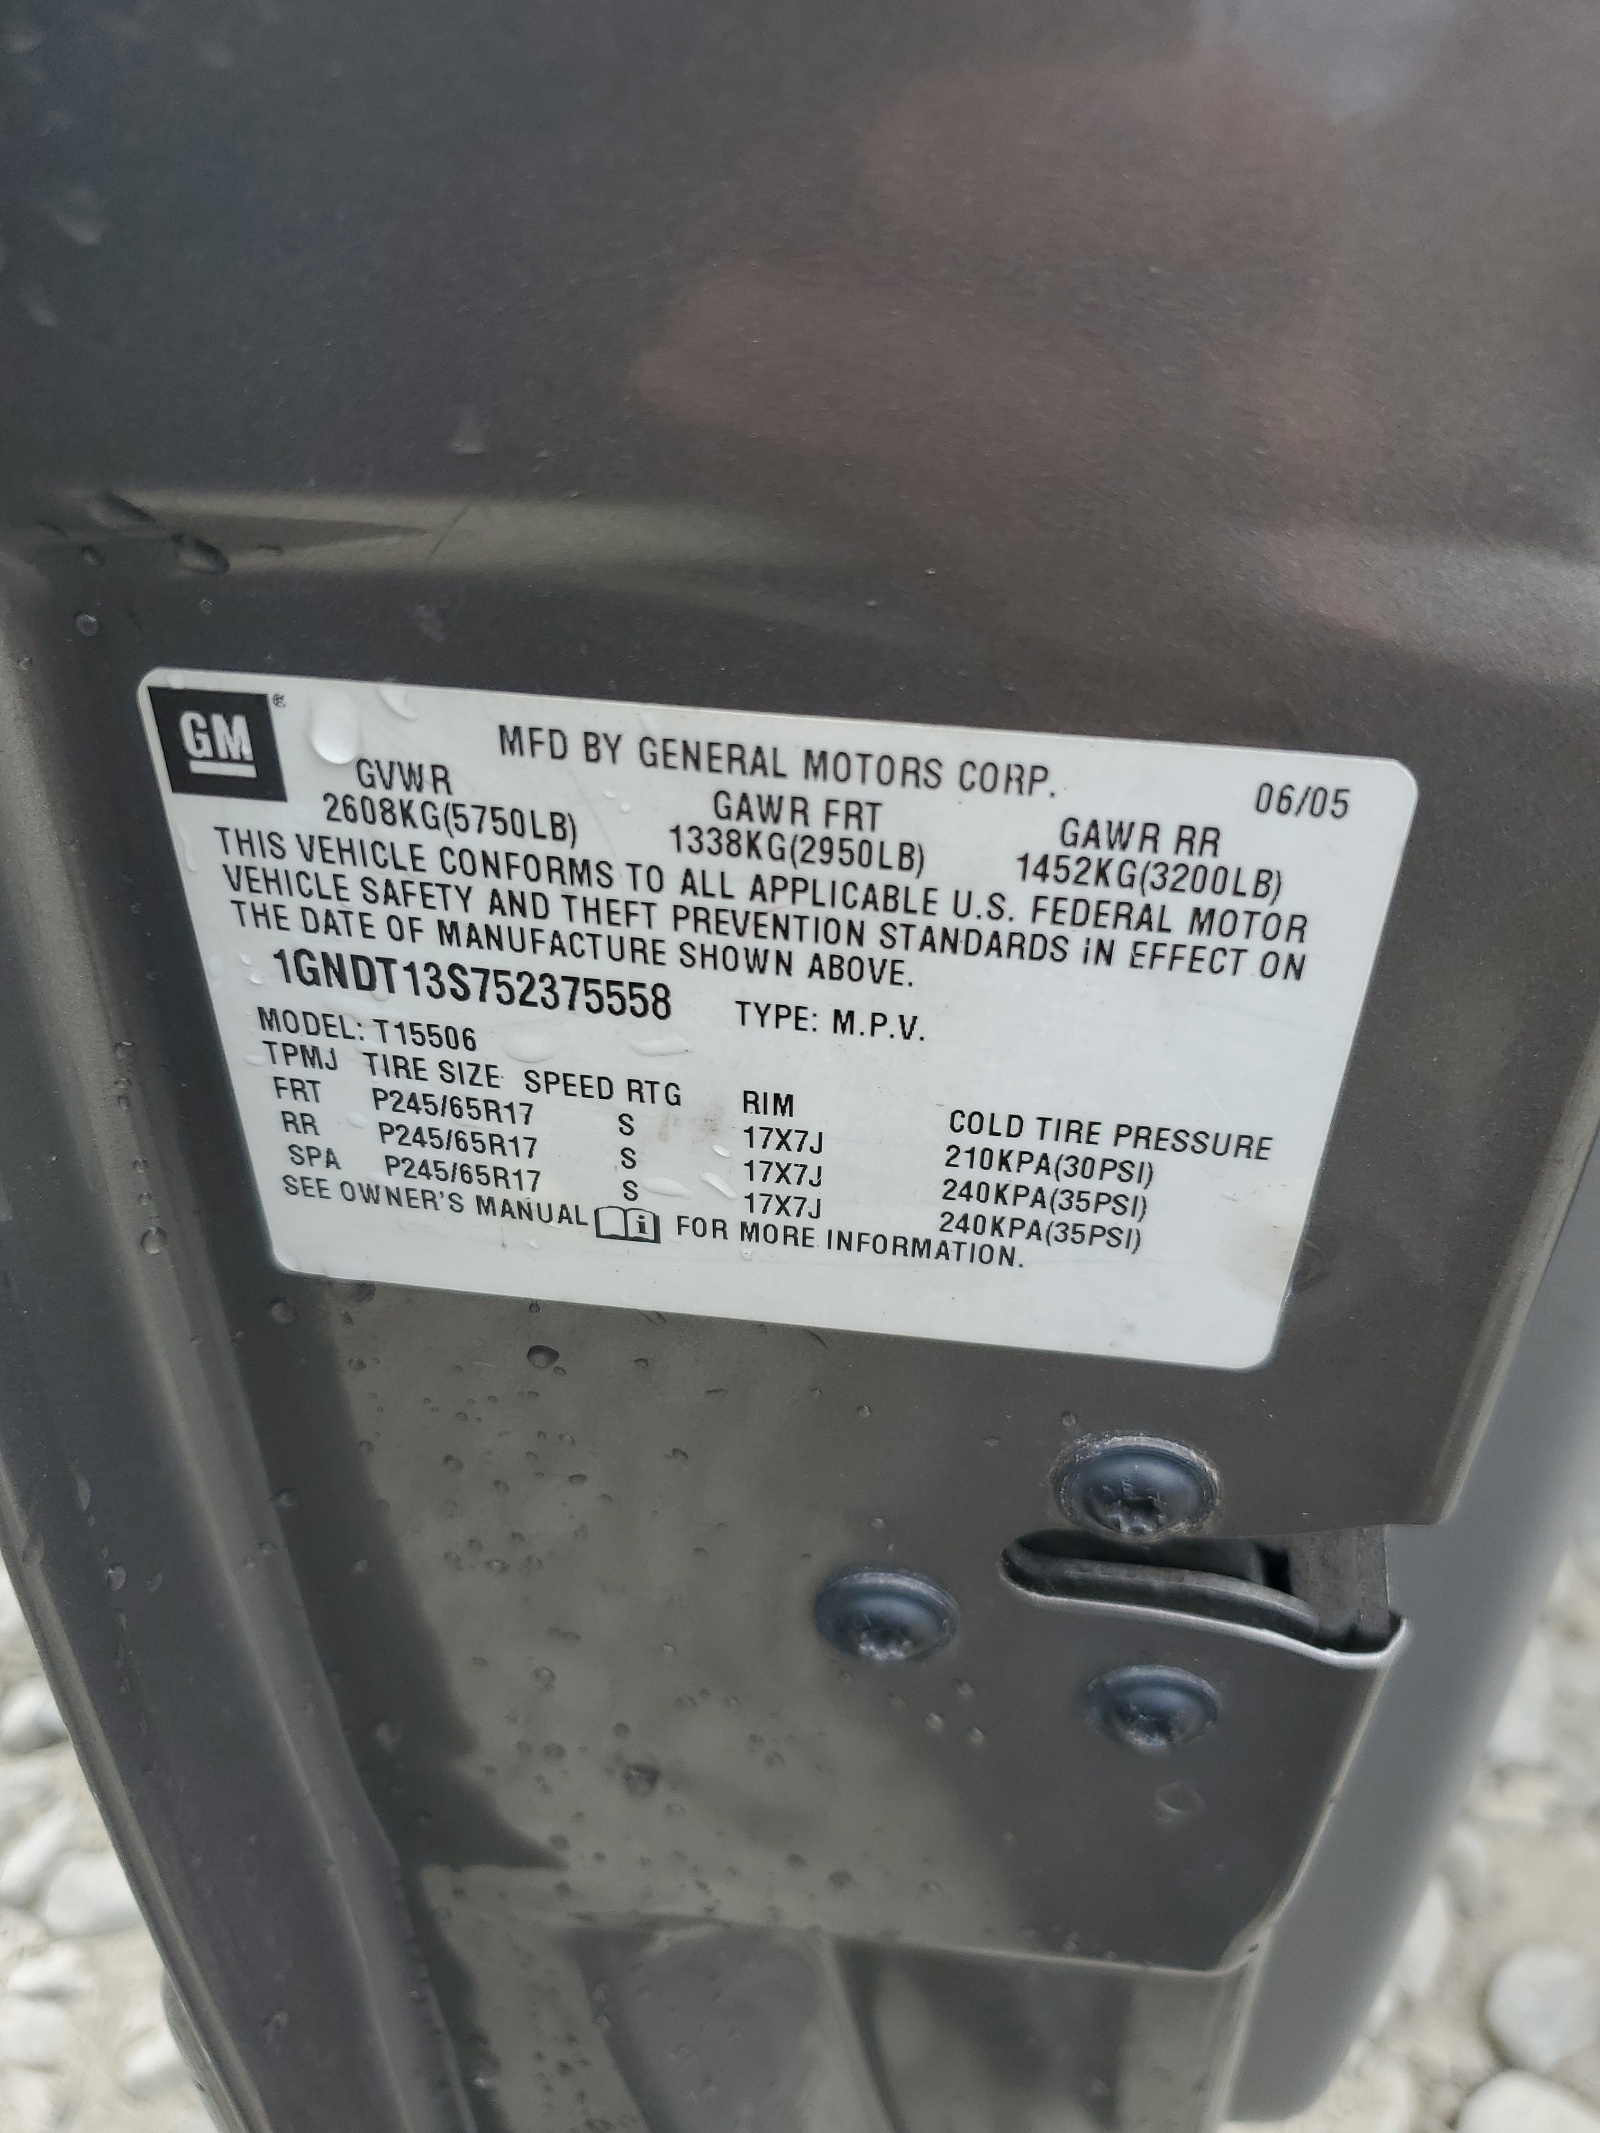 GM®
MFD BY GENERAL MOTORS CORP. 06/05
GVWR GAWR FRT GAWR RR
2608KG(5750LB) 1338KG(2950LB) 1452KG(3200LB)
THIS VEHICLE CONFORMS TO ALL APPLICABLE U.S. FEDERAL MOTOR
VEHICLE SAFETY AND THEFT PREVENTION STANDARDS IN EFFECT ON
THE DATE OF MANUFACTURE SHOWN ABOVE.
1GNDT13S752375558 TYPE: M.P.V.
MODEL: T15506
TPMJ TIRE SIZE SPEED RTG RIM COLD TIRE PRESSURE
FRT P245/65R17 S 17X7J 210KPA(30PSI)
RR P245/65R17 S 17X7J 240KPA(35PSI)
SPA P245/65R17 S 17X7J 240KPA(35PSI)
SEE OWNER'S MANUAL i FOR MORE INFORMATION.